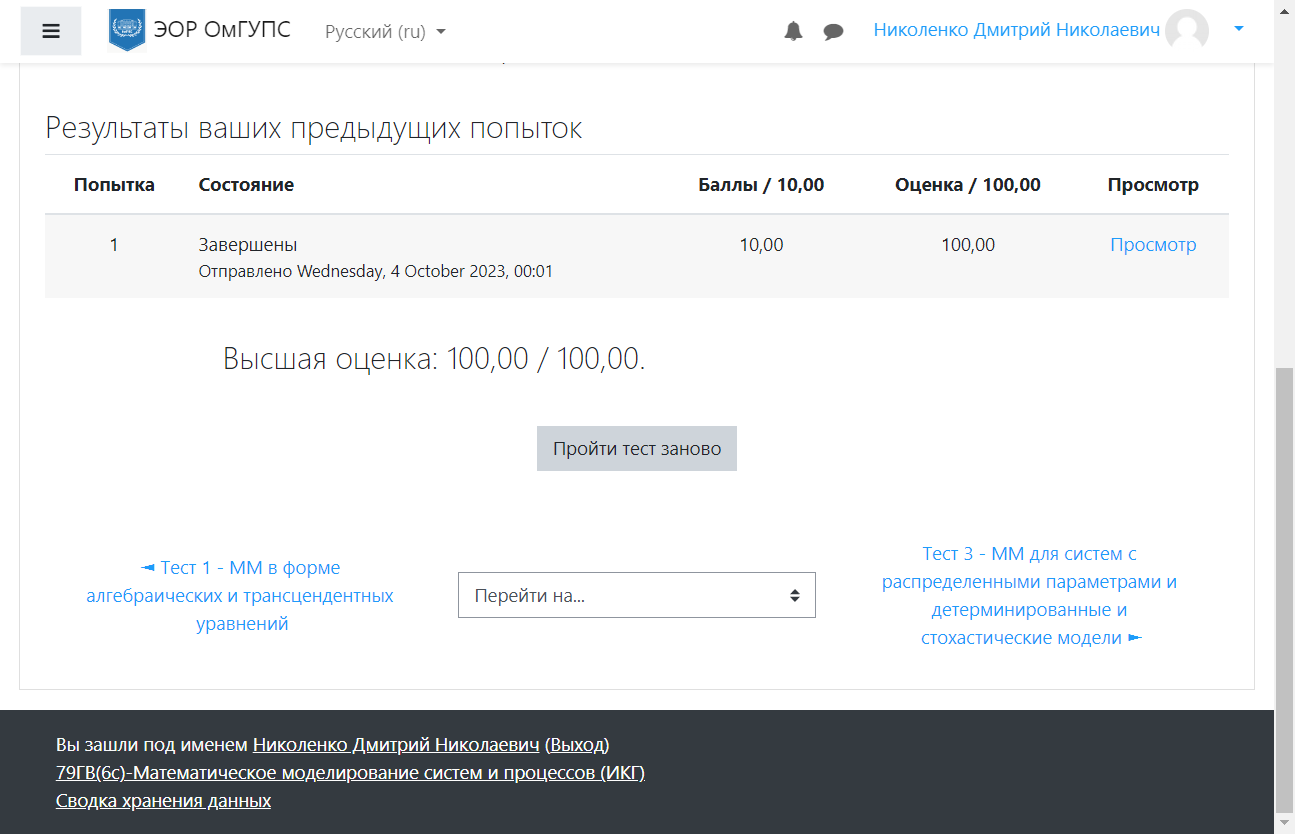 ЭОР ОмГУПС
Русский (ru)
Николенко Дмитрий Николаевич
Результаты ваших предыдущих попыток
Попытка Состояние Баллы / 10,00 Оценка / 100,00 Просмотр
1 Завершены 10,00 100,00 Просмотр
Отправлено Wednesday, 4 October 2023, 00:01
Высшая оценка: 100,00 / 100,00.
Пройти тест заново
◄ Тест 1 - ММ в форме
алгебраических и трансцендентных
уравнений
Перейти на...
Тест 3 - ММ для систем с
распределенными параметрами и
детерминированные и
стохастические модели ►
Вы зашли под именем Николенко Дмитрий Николаевич (Выход)
79ГВ(6с)-Математическое моделирование систем и процессов (ИКГ)
Сводка хранения данных